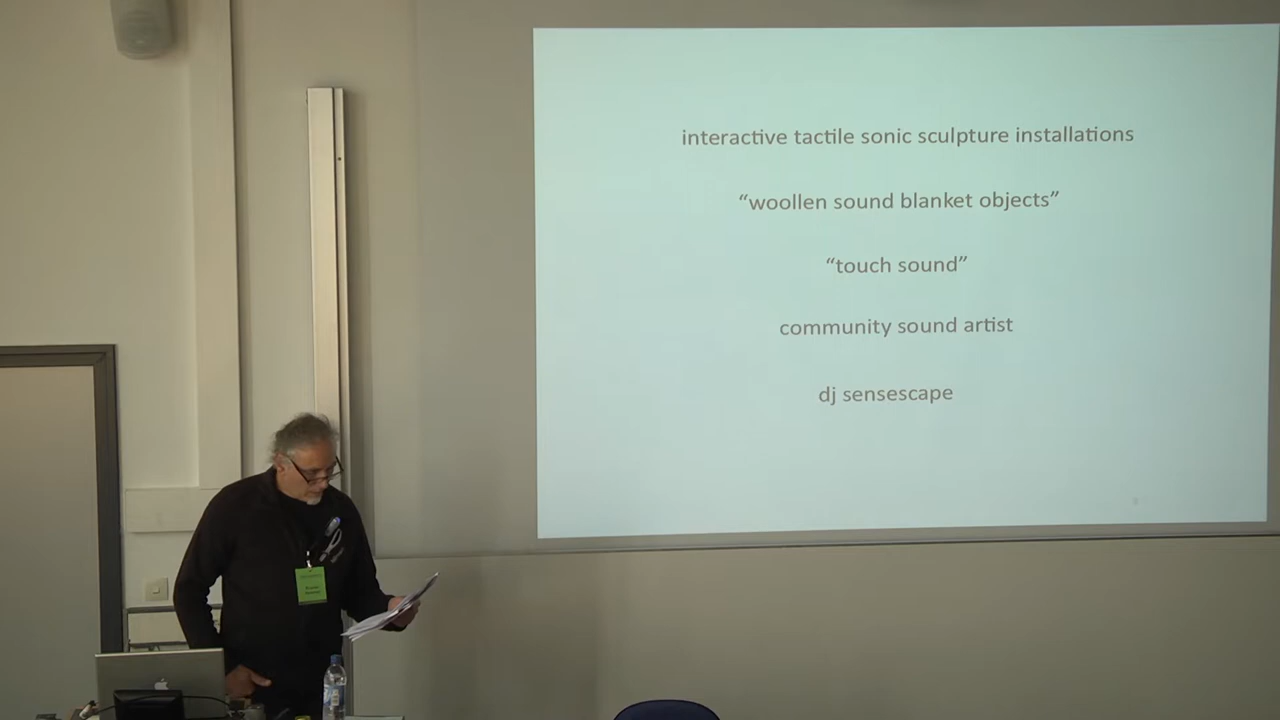 interactive tactile sonic sculpture installations
“woollen sound blanket objects”
“touch sound”
community sound artist
dj sensescape